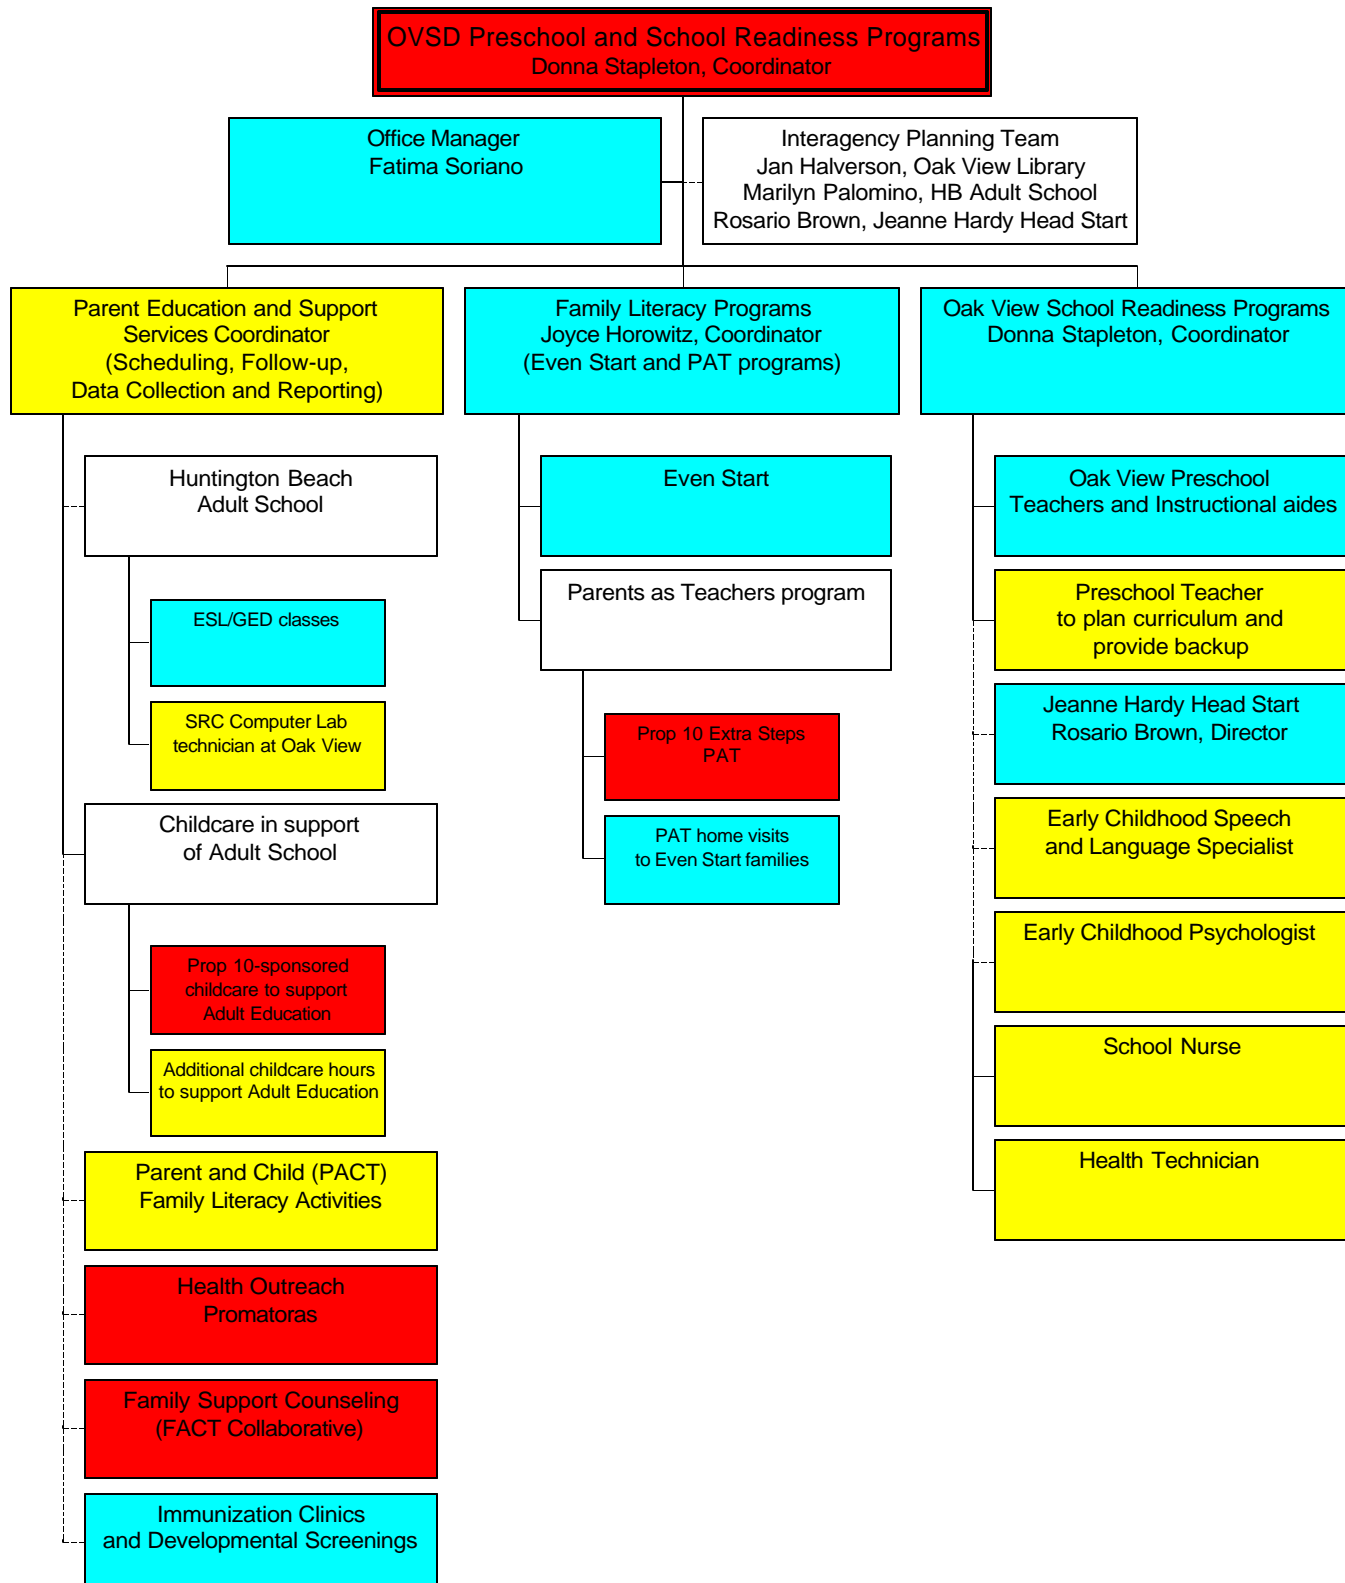 OVSD Preschool and School Readiness Programs
Donna Stapleton, Coordinator
Office Manager
Fatima Soriano
Interagency Planning Team
Jan Halverson, Oak View Library
Marilyn Palomino, HB Adult School
Rosario Brown, Jeanne Hardy Head Start
Parent Education and Support
Services Coordinator
(Scheduling, Follow-up,
Data Collection and Reporting)
Huntington Beach
Adult School
ESL/GED classes
SRC Computer Lab
technician at Oak View
Childcare in support
of Adult School
Prop 10-sponsored
childcare to support
Adult Education
Additional childcare hours
to support Adult Education
Parent and Child (PACT)
Family Literacy Activities
Health Outreach
Promatoras
Family Support Counseling
(FACT Collaborative)
Immunization Clinics
and Developmental Screenings
Family Literacy Programs
Joyce Horowitz, Coordinator
(Even Start and PAT programs)
Even Start
Parents as Teachers program
Prop 10 Extra Steps
PAT
PAT home visits
to Even Start families
Oak View School Readiness Programs
Donna Stapleton, Coordinator
Oak View Preschool
Teachers and Instructional aides
Preschool Teacher
to plan curriculum and
provide backup
Jeanne Hardy Head Start
Rosario Brown, Director
Early Childhood Speech
and Language Specialist
Early Childhood Psychologist
School Nurse
Health Technician